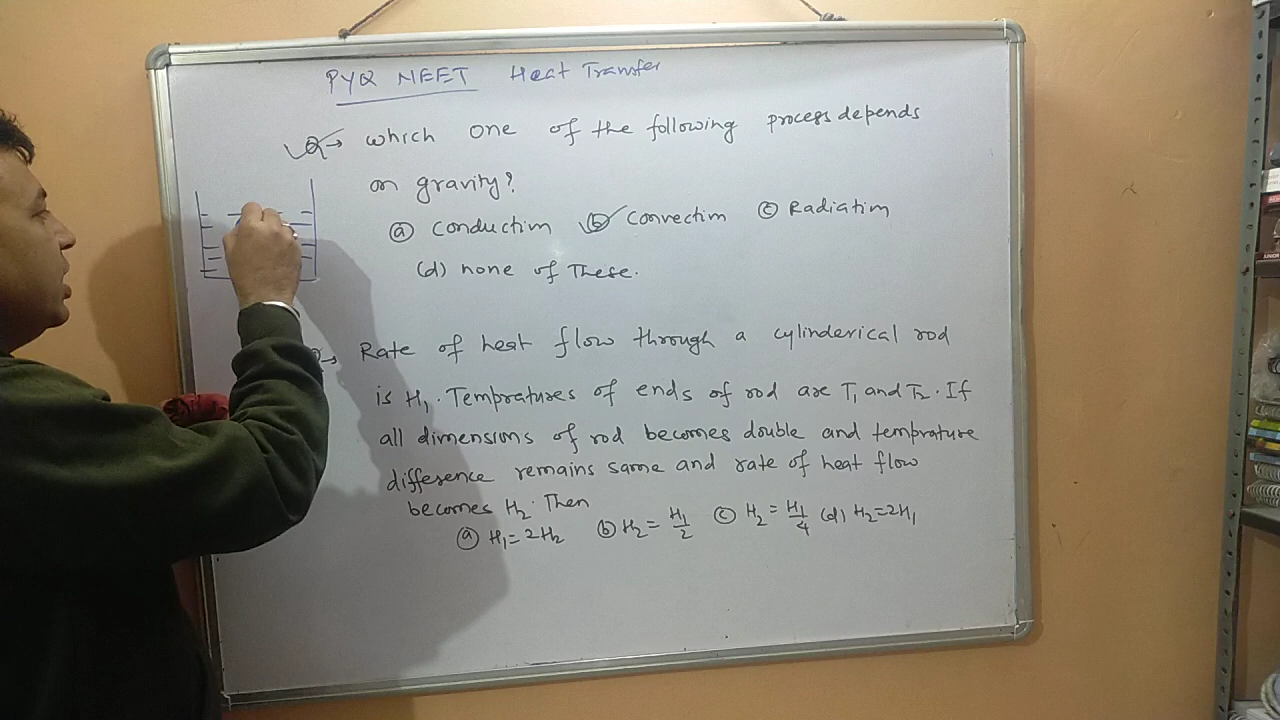 PYQ NEET Heat Transfer
Q→ which one of the following process depends
on gravity?
(a) conduction (b) Convection (c) Radiation
(d) none of These.
Q→ Rate of heat flow through a cylinderical rod
is H₁. Tempratures of ends of rod are T₁ and T₂. If
all dimensions of rod becomes double and temprature
difference remains same and rate of heat flow
becomes H₂. Then
(a) H₁=2H₂ (b) H₂=H₁/2 (c) H₂=H₁/4 (d) H₂=2H₁